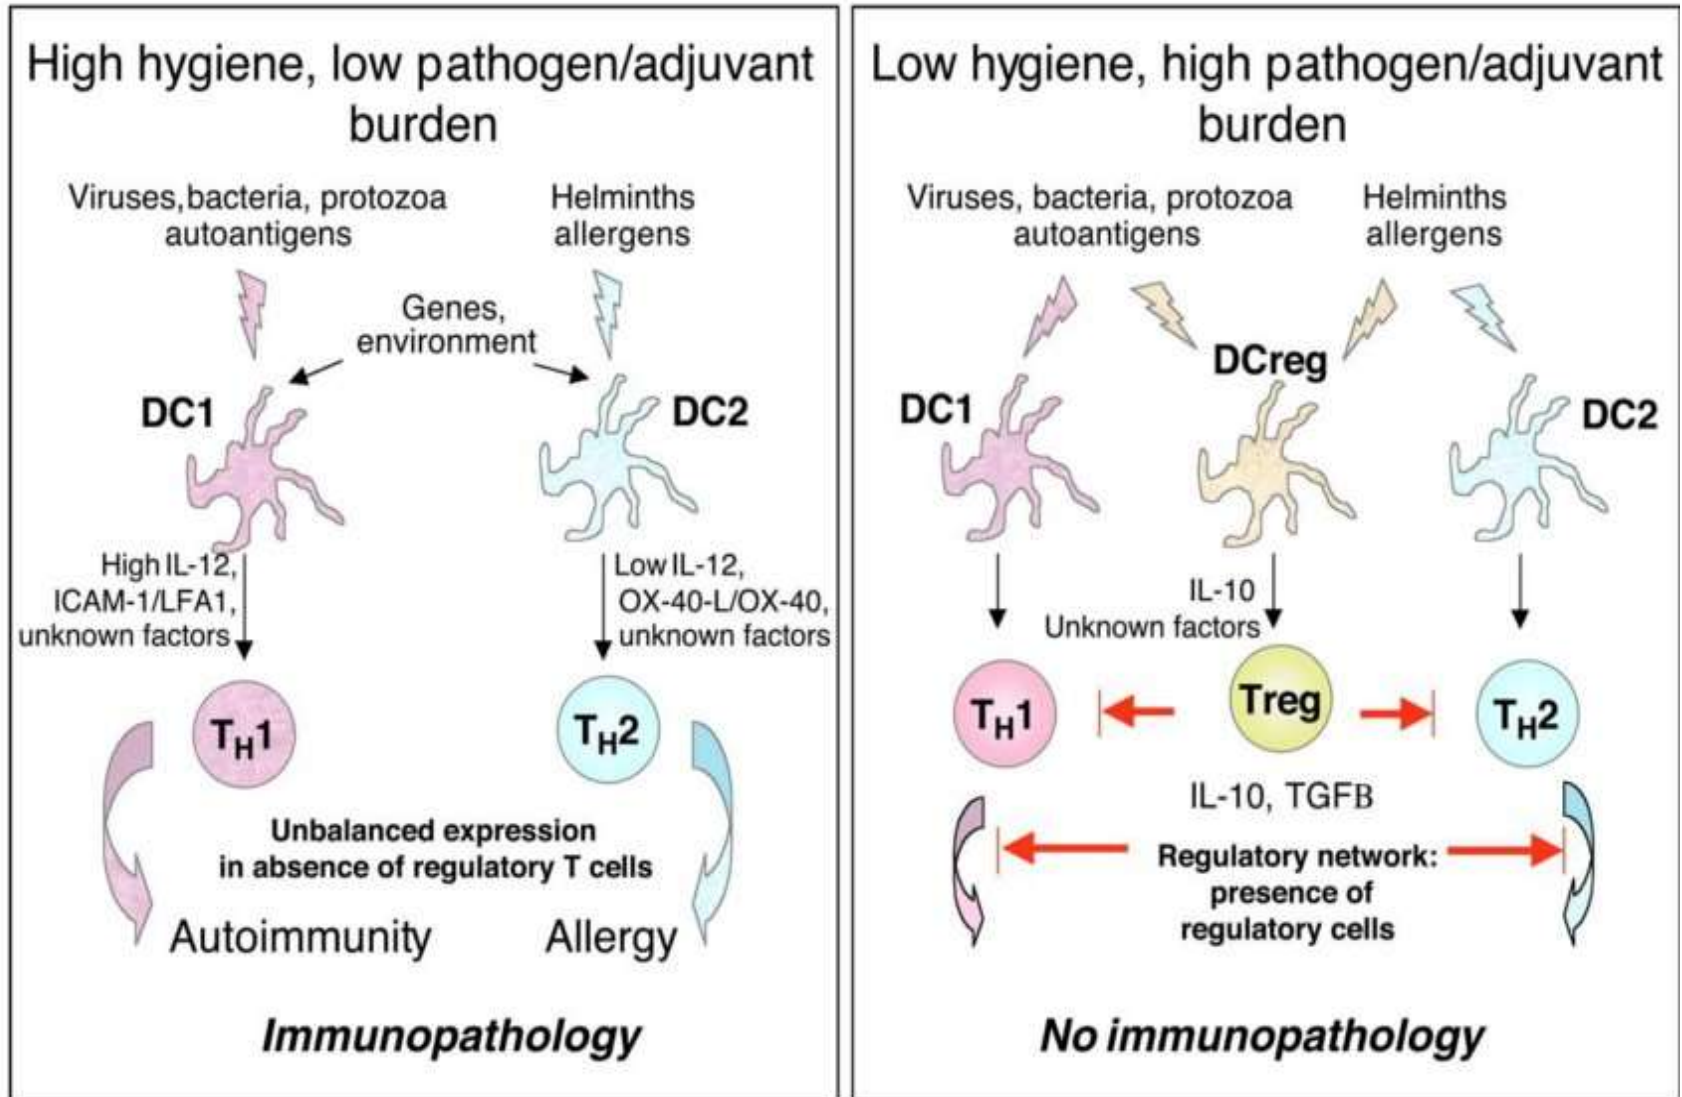 High hygiene, low pathogen/adjuvant
burden
Viruses, bacteria, protozoa
autoantigens
Helminths
allergens
Genes,
environment
DC1
DC2
High IL-12,
ICAM-1/LFA1,
unknown factors
Low IL-12,
OX-40-L/OX-40,
unknown factors
TH1
TH2
Unbalanced expression
in absence of regulatory T cells
Autoimmunity
Allergy
Immunopathology
Low hygiene, high pathogen/adjuvant
burden
Viruses, bacteria, protozoa
autoantigens
Helminths
allergens
DCreg
DC1
DC2
IL-10
Unknown factors
TH1
Treg
TH2
IL-10, TGFB
Regulatory network:
presence of
regulatory cells
No immunopathology